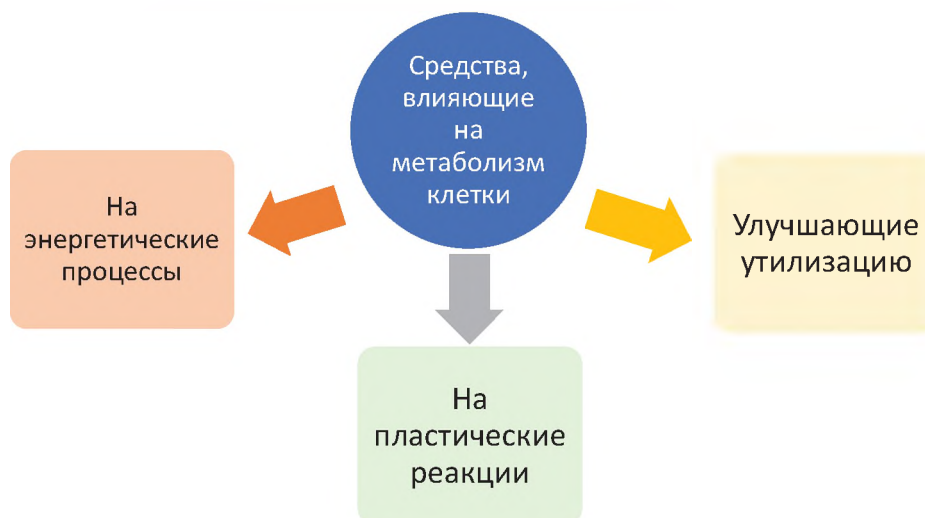 Средства,
влияющие
на
метаболизм
клетки
На
энергетические
процессы
Улучшающие
утилизацию
На
пластические
реакции